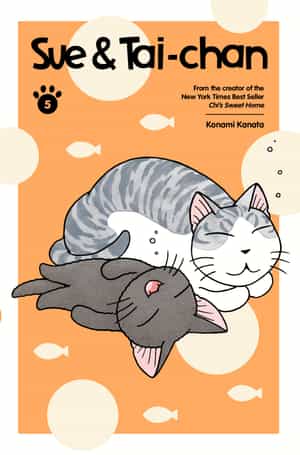 Sue & Tai-chan
5
From the creator of the
New York Times Best Seller
Chi's Sweet Home
Konami Kanata